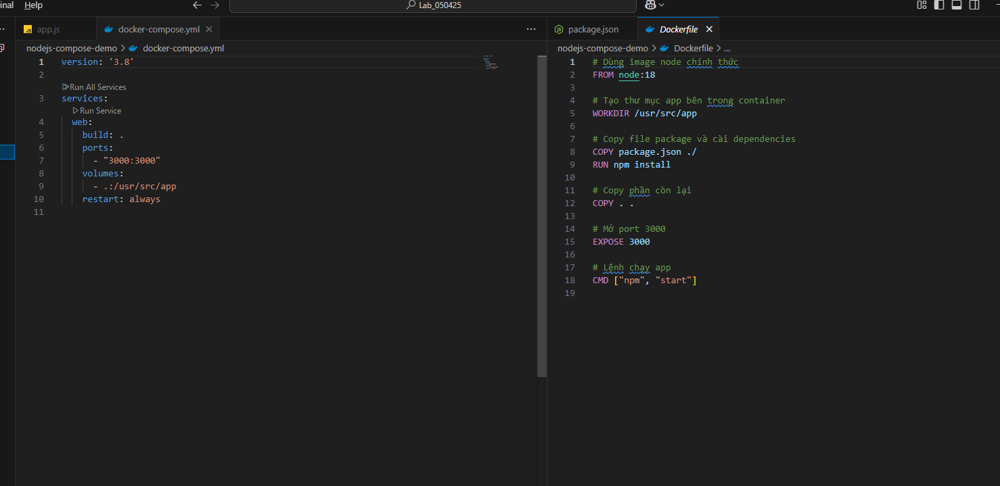 inal Help
Lab_050425
app.js
docker-compose.yml
nodejs-compose-demo > docker-compose.yml
1 version: '3.8'
2
Run All Services
3 services:
Run Service
4 web:
5 build: .
6 ports:
7 - "3000:3000"
8 volumes:
9 - .:/usr/src/app
10 restart: always
11
package.json
Dockerfile
nodejs-compose-demo > Dockerfile > ...
1 # Dùng image node chính thức
2 FROM node:18
3
4 # Tạo thư mục app bên trong container
5 WORKDIR /usr/src/app
6
7 # Copy file package và cài dependencies
8 COPY package.json ./
9 RUN npm install
10
11 # Copy phần còn lại
12 COPY . .
13
14 # Mở port 3000
15 EXPOSE 3000
16
17 # Lệnh chạy app
18 CMD ["npm", "start"]
19